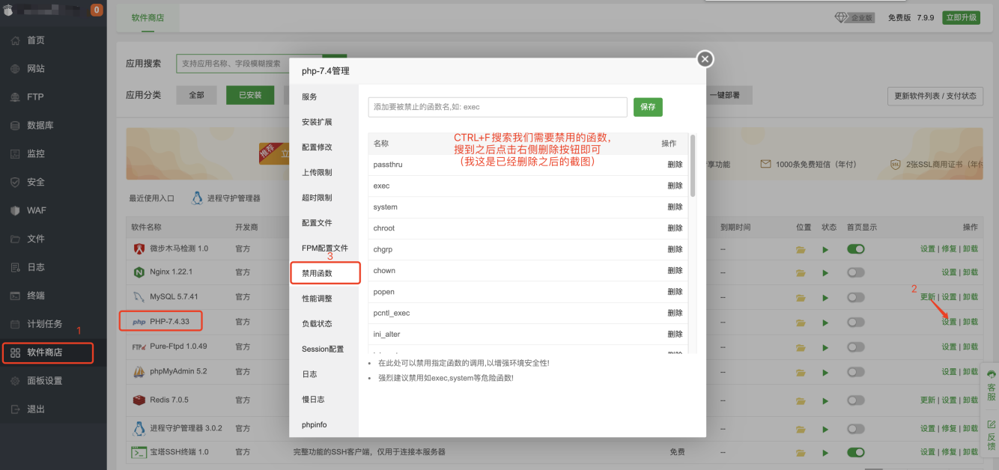 0
首页
网站
FTP
数据库
监控
安全
WAF
文件
日志
终端
计划任务
1
软件商店
面板设置
退出
软件商店
企业版
免费版 7.9.9
立即升级
应用搜索
支持应用名称、字段模糊搜索
应用分类
全部
已安装
一键部署
更新软件列表 / 支付状态
推荐
立
享功能
1000条免费短信（年付）
2张SSL商用证书（年付
最近使用入口
进程守护管理器
软件名称 开发商 到期时间 位置 状态 首页显示 操作
微步木马检测 1.0 官方 -- 设置 | 修复 | 卸载
Nginx 1.22.1 官方 -- 设置 | 卸载
MySQL 5.7.41 官方 -- 更新 | 设置 | 卸载
2
php PHP-7.4.33 官方 -- 设置 | 卸载
FTP Pure-Ftpd 1.0.49 官方 -- 设置 | 卸载
phpMyAdmin 5.2 官方 -- 设置 | 卸载
Redis 7.0.5 官方 -- 更新 | 设置 | 卸载
进程守护管理器 3.0.2 官方 -- 设置 | 修复 | 卸载
宝塔SSH终端 1.0 官方 完整功能的SSH客户端，仅用于连接本服务器 免费 -- 设置 | 修复 | 卸载
php-7.4管理
服务
安装扩展
配置修改
上传限制
超时限制
配置文件
FPM配置文件
3
禁用函数
性能调整
负载状态
Session配置
日志
慢日志
phpinfo
添加要被禁止的函数名,如: exec
保存
名称 操作
CTRL+F搜索我们需要禁用的函数，
搜到之后点击右侧删除按钮即可
（我这是已经删除之后的截图）
passthru 删除
exec 删除
system 删除
chroot 删除
chgrp 删除
chown 删除
popen 删除
pcntl_exec 删除
ini_alter 删除
在此处可以禁用指定函数的调用,以增强环境安全性!
强烈建议禁用如exec,system等危险函数!
客服
反馈